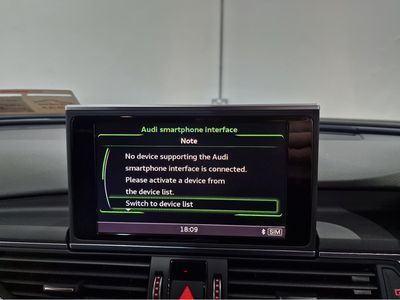 Audi smartphone interface
Note
No device supporting the Audi
smartphone interface is connected.
Please activate a device from
the device list.
Switch to device list
18:09
SIM